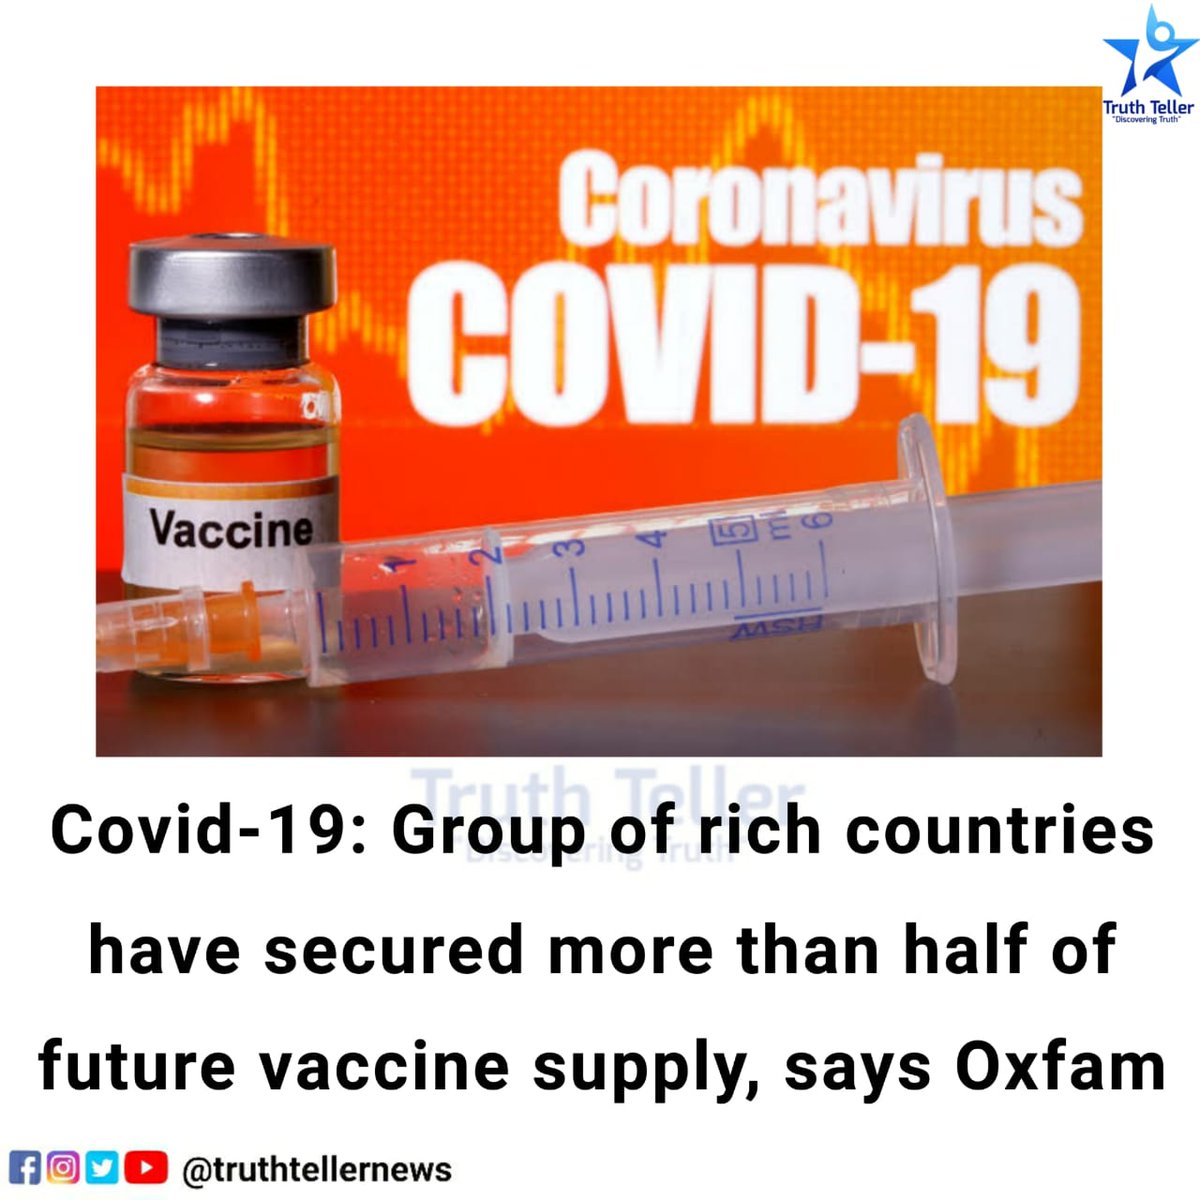 Truth Teller
"Discovering Truth"
Coronavirus
COVID-19
Vaccine
1 2 3 4 5 ml 6
HSW
Truth Teller
"Discovering Truth"
Covid-19: Group of rich countries
have secured more than half of
future vaccine supply, says Oxfam
@truthtellernews